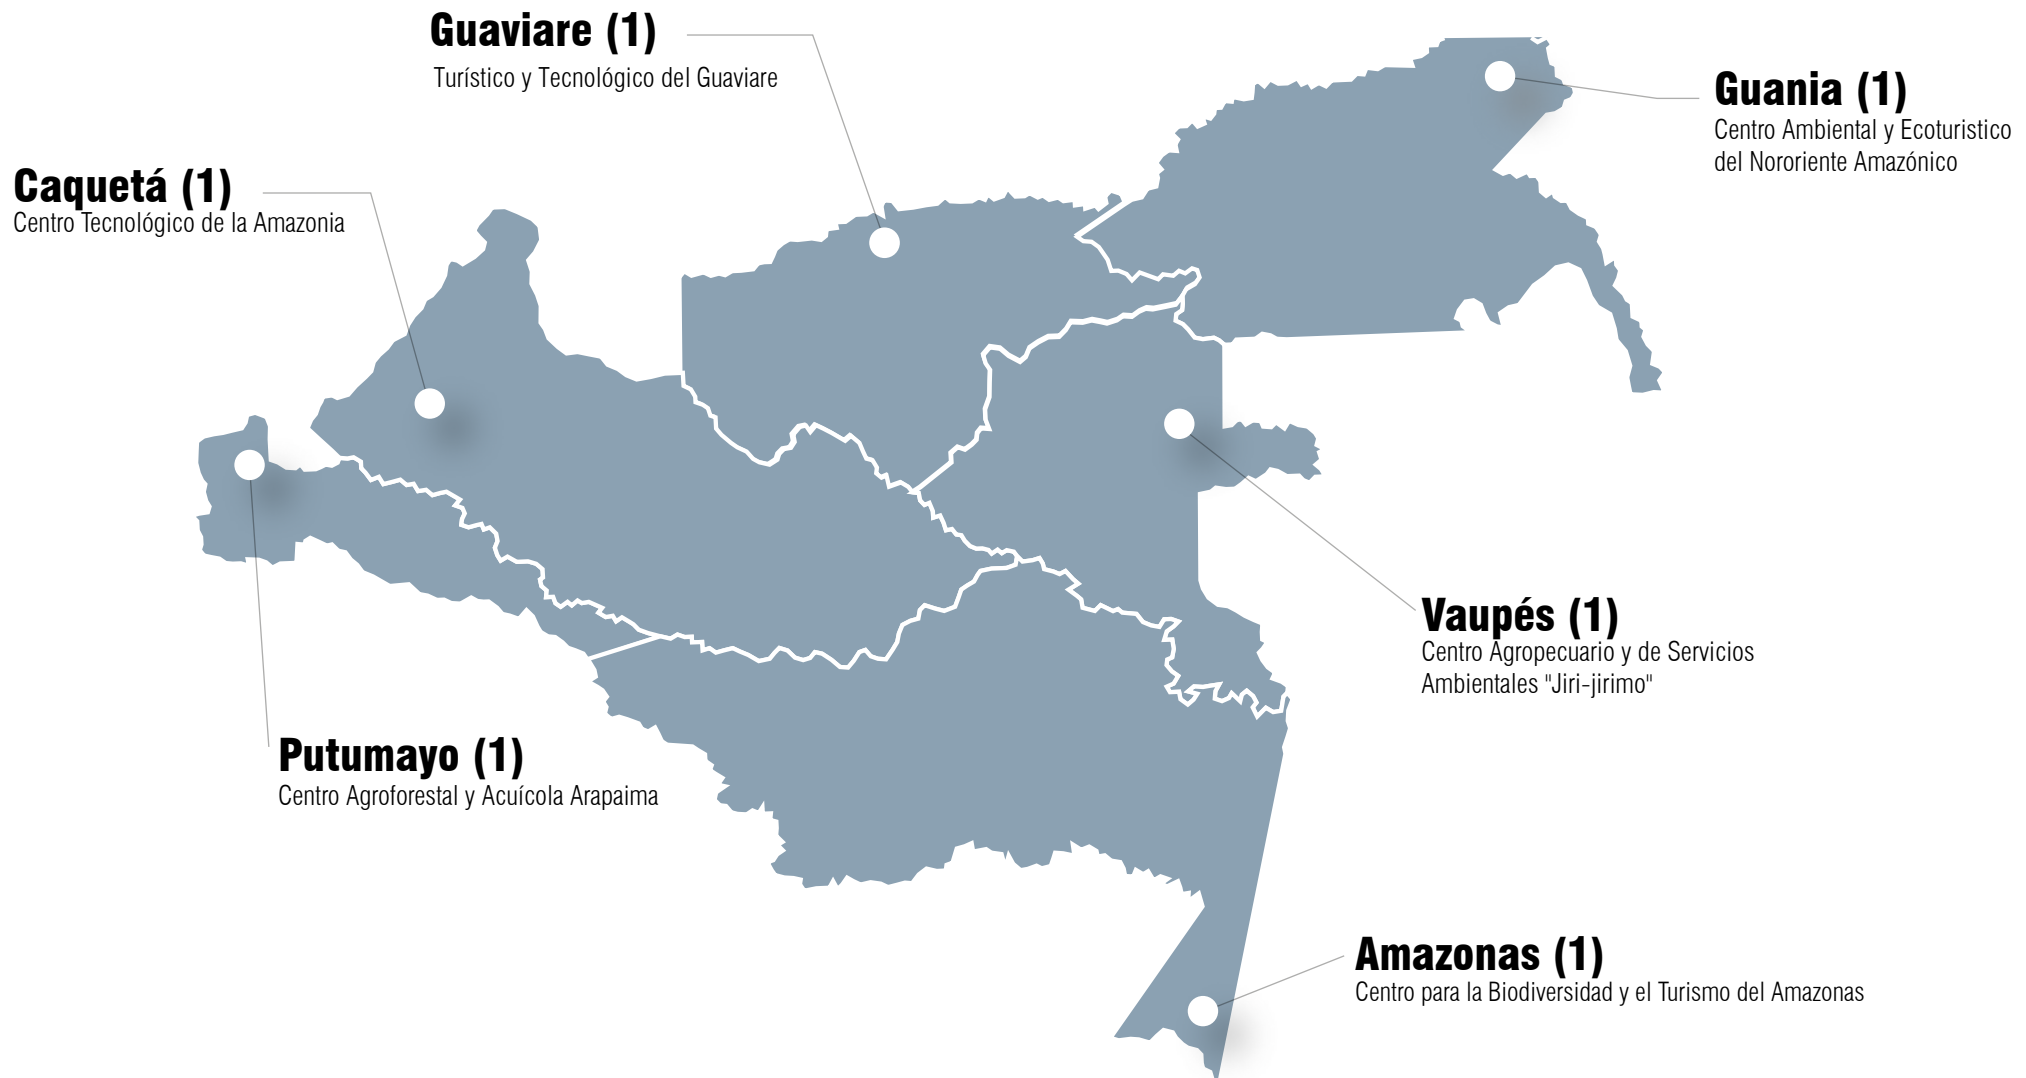 Guaviare (1)
Turístico y Tecnológico del Guaviare
Guania (1)
Centro Ambiental y Ecoturistico
del Nororiente Amazónico
Caquetá (1)
Centro Tecnológico de la Amazonia
Vaupés (1)
Centro Agropecuario y de Servicios
Ambientales "Jiri-jirimo"
Putumayo (1)
Centro Agroforestal y Acuícola Arapaima
Amazonas (1)
Centro para la Biodiversidad y el Turismo del Amazonas